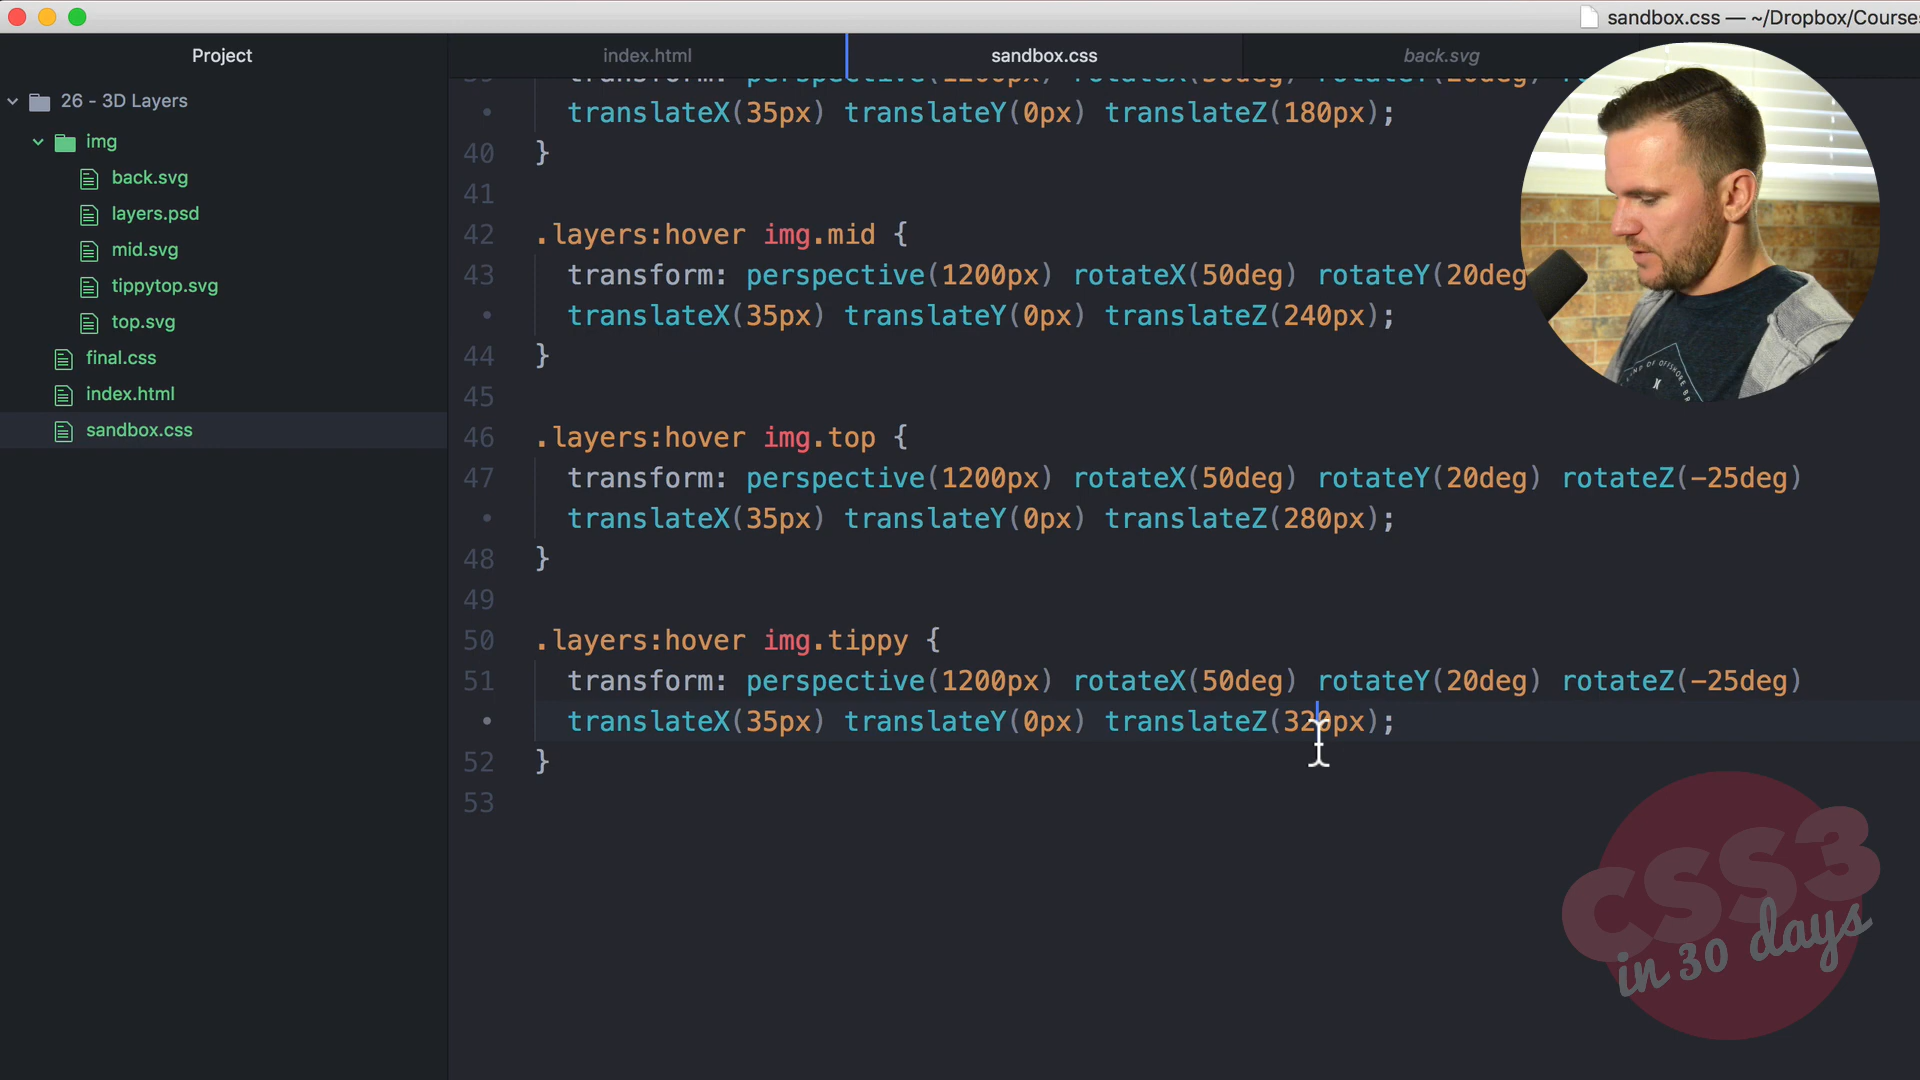 sandbox.css — ~/Dropbox/Courses
Project
index.html
sandbox.css
back.svg
26 - 3D Layers
img
back.svg
layers.psd
mid.svg
tippytop.svg
top.svg
final.css
index.html
sandbox.css
translateX(35px) translateY(0px) translateZ(180px);
40 }
41
42 .layers:hover img.mid {
43 transform: perspective(1200px) rotateX(50deg) rotateY(20deg
translateX(35px) translateY(0px) translateZ(240px);
44 }
45
46 .layers:hover img.top {
47 transform: perspective(1200px) rotateX(50deg) rotateY(20deg) rotateZ(-25deg)
translateX(35px) translateY(0px) translateZ(280px);
48 }
49
50 .layers:hover img.tippy {
51 transform: perspective(1200px) rotateX(50deg) rotateY(20deg) rotateZ(-25deg)
translateX(35px) translateY(0px) translateZ(320px);
52 }
53
CSS3
in 30 days